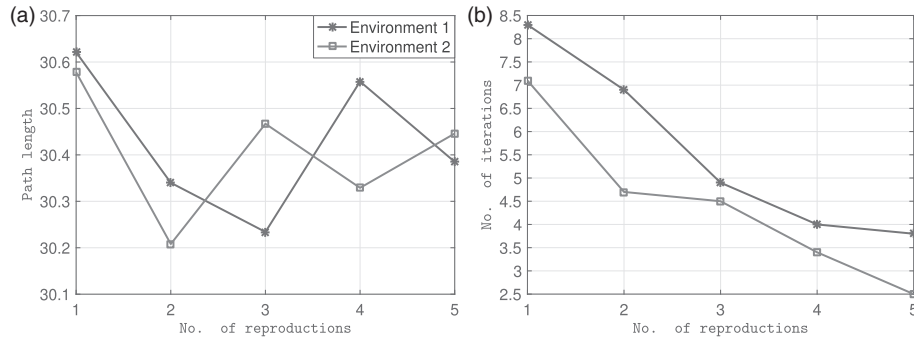 (a)
30.7
30.6
30.5
30.4
30.3
30.2
30.1
Path length
Environment 1
Environment 2
1 2 3 4 5
No. of reproductions
(b)
8.5
8
7.5
7
6.5
6
5.5
5
4.5
4
3.5
3
2.5
No. of iterations
1 2 3 4 5
No. of reproductions